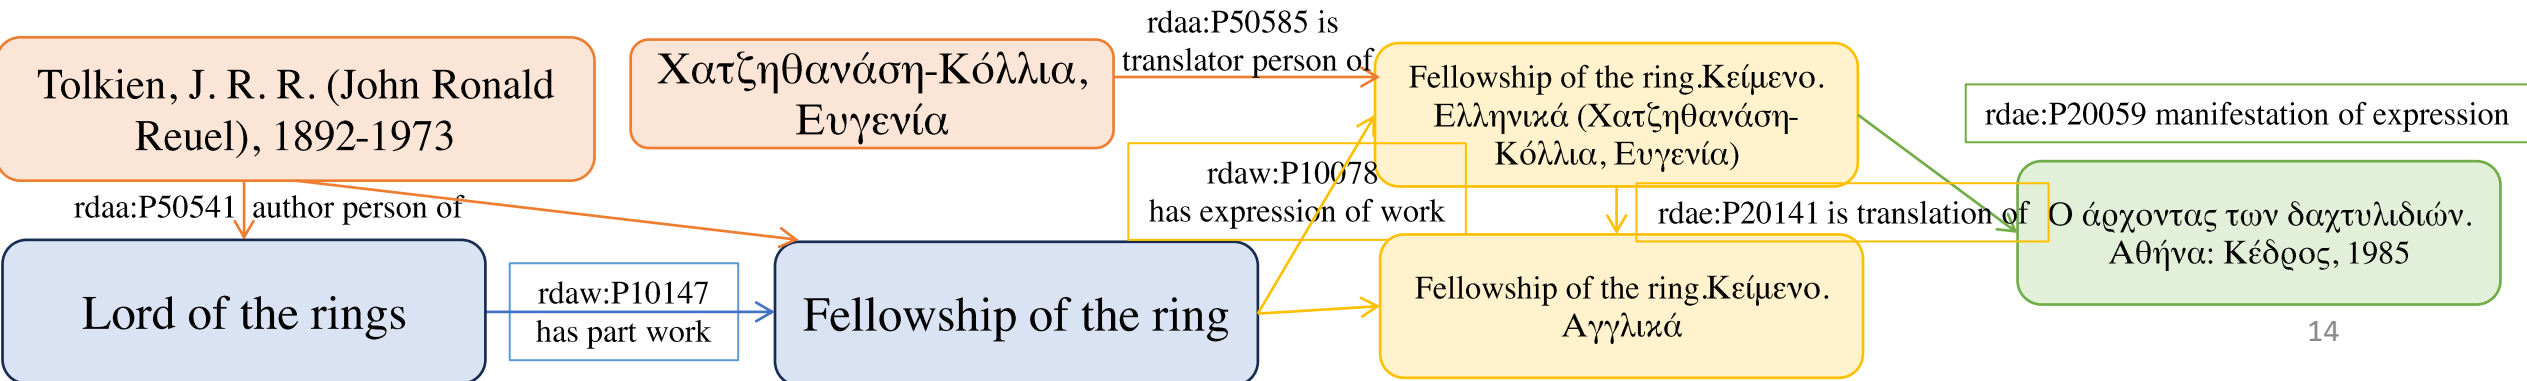 rdaa:P50585 is
translator person of
Tolkien, J. R. R. (John Ronald
Reuel), 1892-1973
Χατζηθανάση-Κόλλια,
Ευγενία
Fellowship of the ring.Κείμενο.
Ελληνικά (Χατζηθανάση-
Κόλλια, Ευγενία)
rdae:P20059 manifestation of expression
rdaa:P50541 author person of
rdaw:P10078
has expression of work
rdae:P20141 is translation of
Ο άρχοντας των δαχτυλιδιών.
Αθήνα: Κέδρος, 1985
Lord of the rings
rdaw:P10147
has part work
Fellowship of the ring
Fellowship of the ring.Κείμενο.
Αγγλικά
14